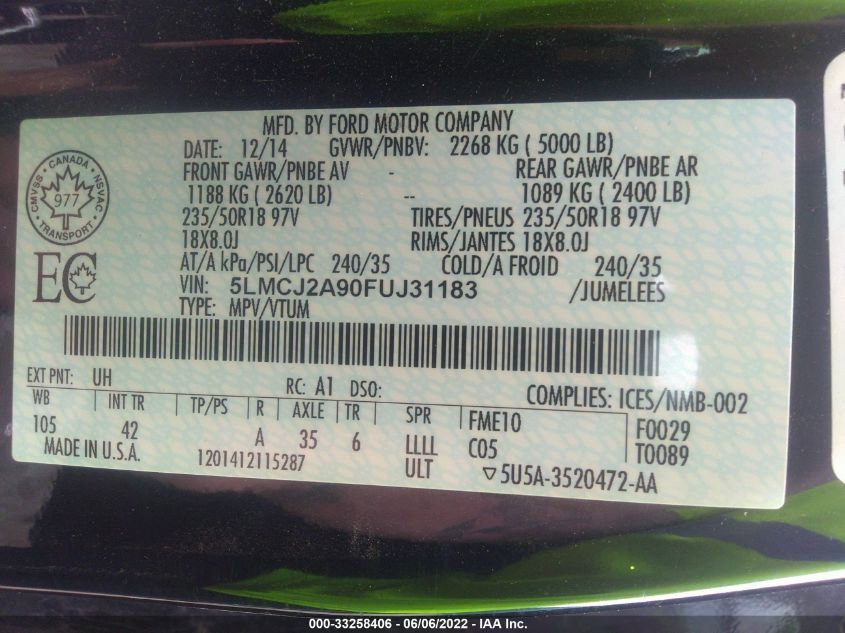 MFD. BY FORD MOTOR COMPANY
DATE: 12/14 GVWR/PNBV: 2268 KG ( 5000 LB)
FRONT GAWR/PNBE AV - REAR GAWR/PNBE AR
1188 KG ( 2620 LB) -- 1089 KG ( 2400 LB)
235/50R18 97V TIRES/PNEUS 235/50R18 97V
18X8.0J RIMS/JANTES 18X8.0J
AT/A kPa/PSI/LPC 240/35 COLD/A FROID 240/35
VIN: 5LMCJ2A90FUJ31183 /JUMELEES
TYPE: MPV/VTUM
CANADA
CMVSS NSVAC
977
TRANSPORT
EC
EXT PNT: UH RC: A1 DSO: COMPLIES: ICES/NMB-002
WB INT TR TP/PS R AXLE TR SPR FME10 F0029
105 42 A 35 6 LLLL C05 T0089
MADE IN U.S.A. 1201412115287 ULT ▽5U5A-3520472-AA
000-33258406 - 06/06/2022 - IAA Inc.